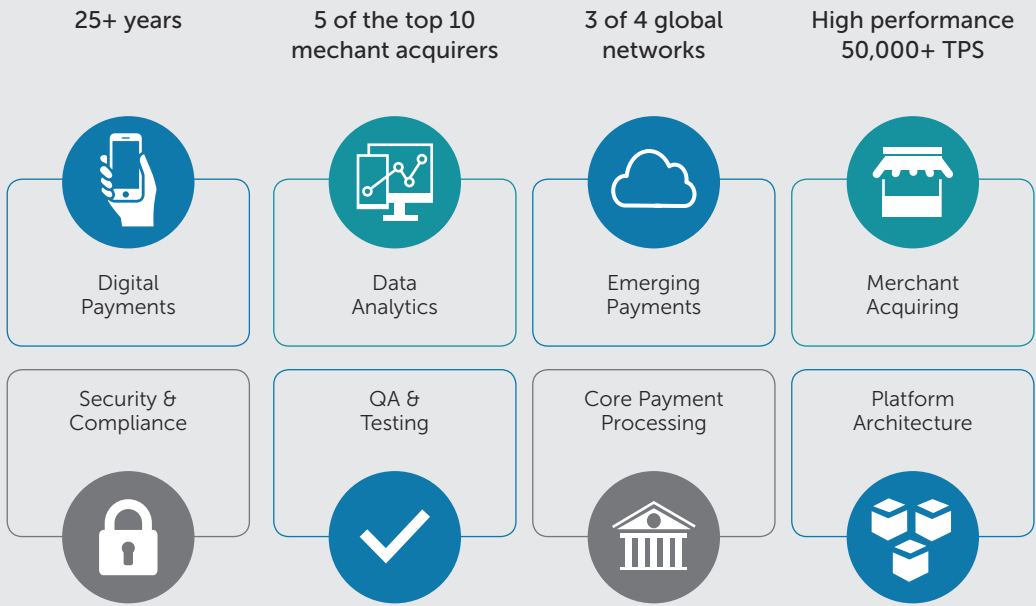 25+ years
5 of the top 10
mechant acquirers
3 of 4 global
networks
High performance
50,000+ TPS
Digital
Payments
Data
Analytics
Emerging
Payments
Merchant
Acquiring
Security &
Compliance
QA &
Testing
Core Payment
Processing
Platform
Architecture